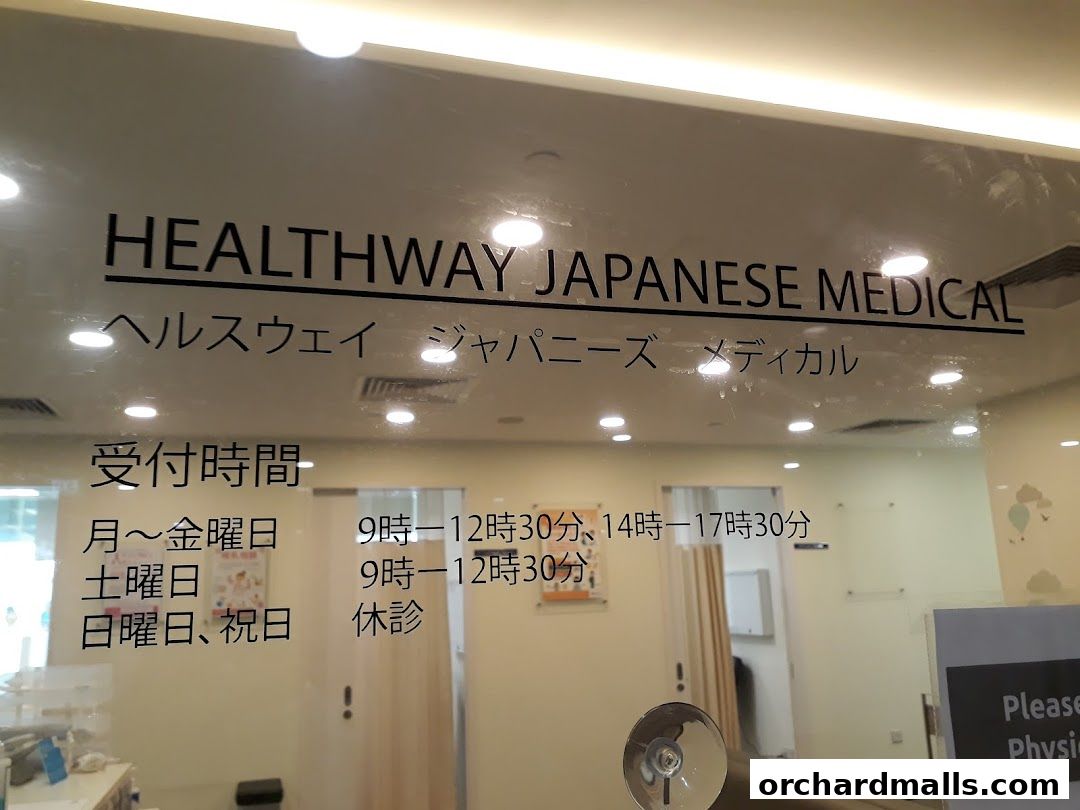 HEALTHWAY JAPANESE MEDICAL
ヘルスウェイ ジャパニーズ メディカル
受付時間
月～金曜日 9時ー12時30分、14時ー17時30分
土曜日 9時ー12時30分
日曜日、祝日 休診
Please
orchardmalls.com